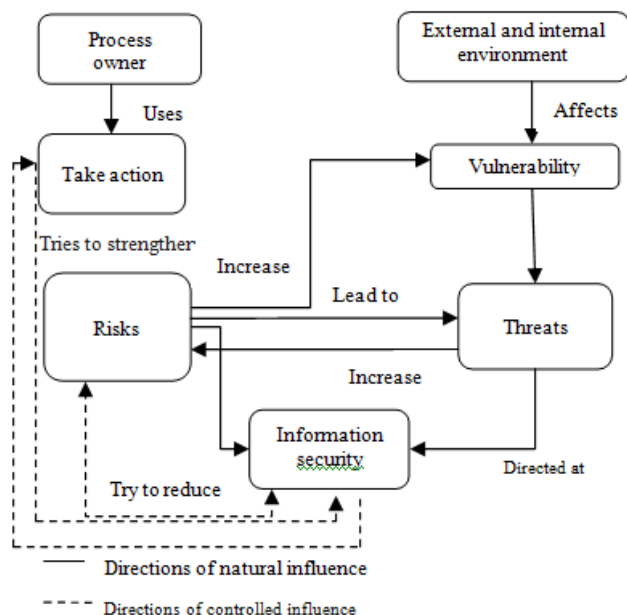 Process
owner
External and internal
environment
Uses
Affects
Take action
Vulnerability
Tries to strengther
Increase
Lead to
Risks
Threats
Increase
Information
security
Directed at
Try to reduce
Directions of natural influence
Directions of controlled influence